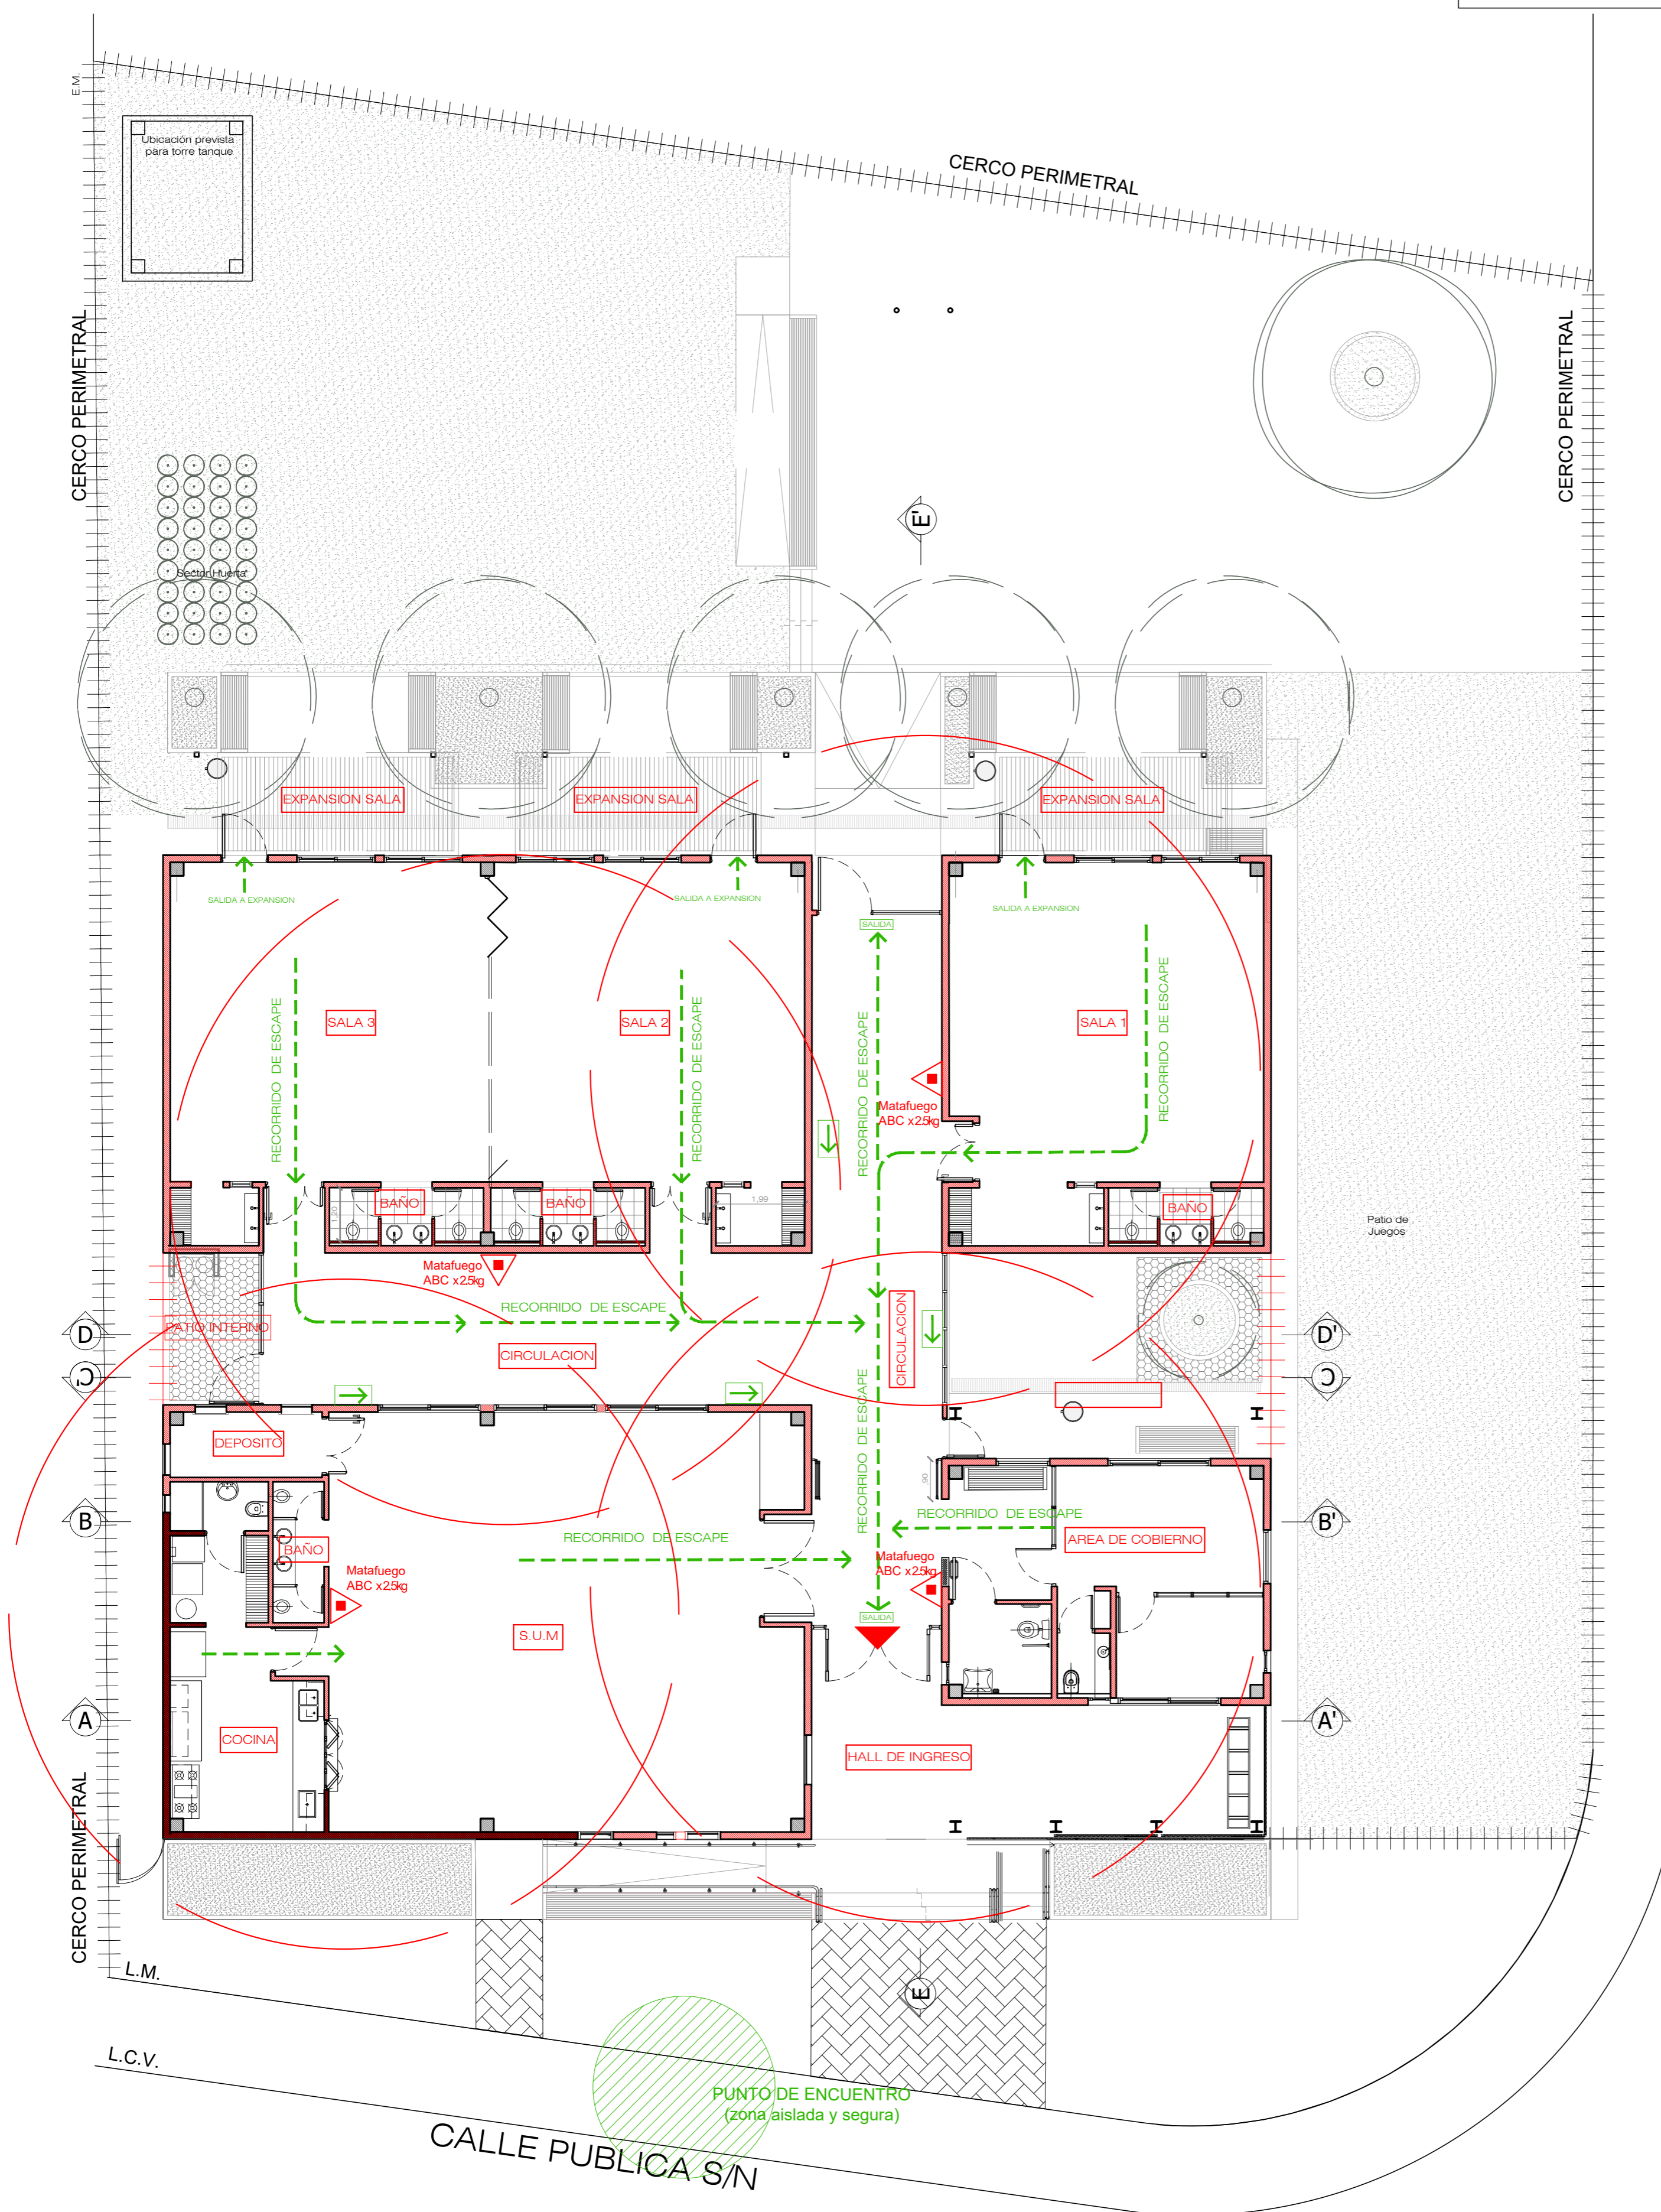 E.M.
Ubicación prevista
para torre tanque
CERCO PERIMETRAL
CERCO PERIMETRAL
CERCO PERIMETRAL
E'
Sector Huerta
EXPANSION SALA
EXPANSION SALA
EXPANSION SALA
SALIDA A EXPANSION
SALIDA A EXPANSION
SALIDA A EXPANSION
SALIDA
SALA 3
SALA 2
SALA 1
RECORRIDO DE ESCAPE
RECORRIDO DE ESCAPE
RECORRIDO DE ESCAPE
RECORRIDO DE ESCAPE
Matafuego
ABC x2.5kg
BAÑO
BAÑO
BAÑO
1,20
1,99
Patio de
Juegos
Matafuego
ABC x2.5kg
RECORRIDO DE ESCAPE
PATIO INTERNO
CIRCULACION
CIRCULACION
D
D'
C'
C
DEPOSITO
RECORRIDO DE ESCAPE
90
B
B'
RECORRIDO DE ESCAPE
RECORRIDO DE ESCAPE
AREA DE COBIERNO
BAÑO
Matafuego
ABC x2.5kg
Matafuego
ABC x2.5kg
SALIDA
S.U.M
A
A'
COCINA
HALL DE INGRESO
CERCO PERIMETRAL
L.M.
E
L.C.V.
PUNTO DE ENCUENTRO
(zona aislada y segura)
CALLE PUBLICA S/N